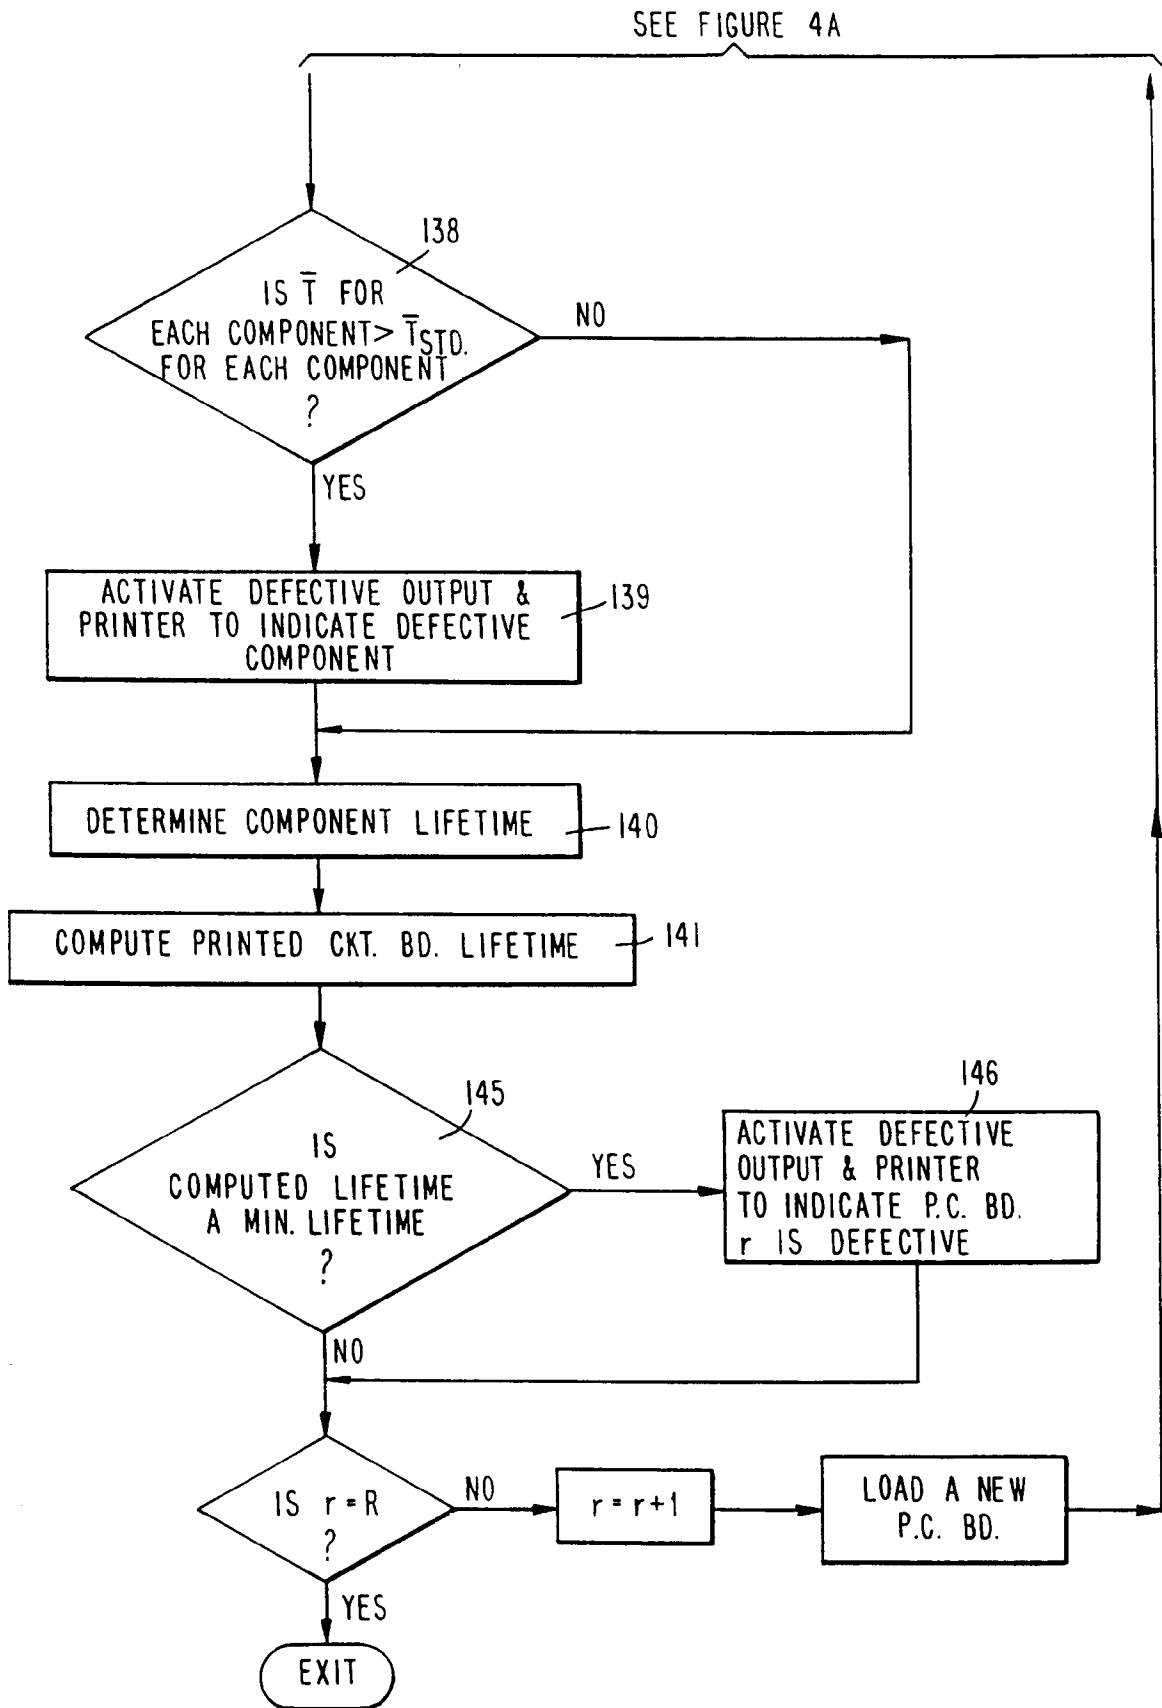 SEE FIGURE 4A
138
IS T̅ FOR
EACH COMPONENT> T̅STD.
FOR EACH COMPONENT
?
NO
YES
ACTIVATE DEFECTIVE OUTPUT &
PRINTER TO INDICATE DEFECTIVE
COMPONENT
139
DETERMINE COMPONENT LIFETIME
140
COMPUTE PRINTED CKT. BD. LIFETIME
141
145
IS
COMPUTED LIFETIME
A MIN. LIFETIME
?
YES
146
ACTIVATE DEFECTIVE
OUTPUT & PRINTER
TO INDICATE P.C. BD.
r IS DEFECTIVE
NO
IS r = R
?
NO
r = r+1
LOAD A NEW
P.C. BD.
YES
EXIT